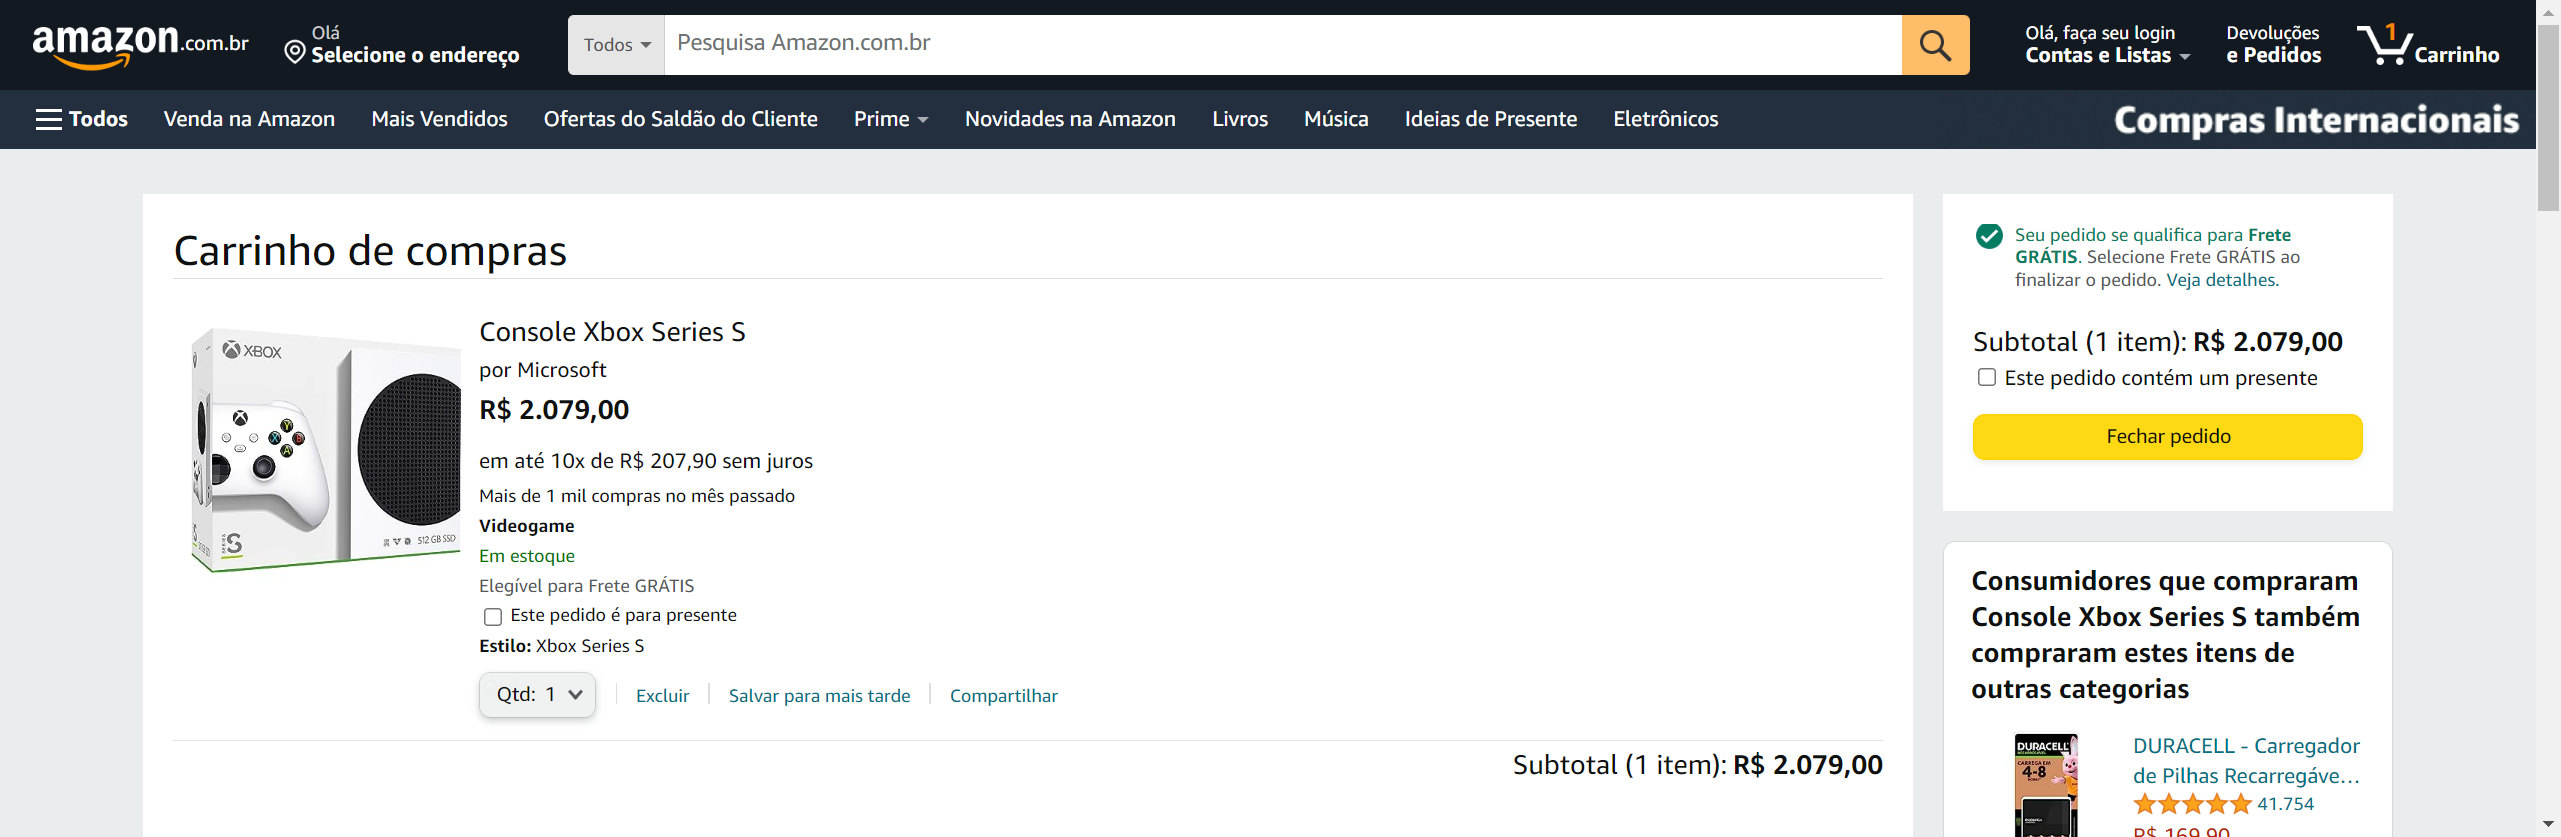 amazon.com.br
Olá
Selecione o endereço
Todos
Pesquisa Amazon.com.br
Olá, faça seu login
Contas e Listas
Devoluções
e Pedidos
1
Carrinho
Todos
Venda na Amazon
Mais Vendidos
Ofertas do Saldão do Cliente
Prime
Novidades na Amazon
Livros
Música
Ideias de Presente
Eletrônicos
Compras Internacionais
Carrinho de compras
XBOX
Y
X
B
A
SERIES S
512 GB SSD
Console Xbox Series S
por Microsoft
R$ 2.079,00
em até 10x de R$ 207,90 sem juros
Mais de 1 mil compras no mês passado
Videogame
Em estoque
Elegível para Frete GRÁTIS
Este pedido é para presente
Estilo: Xbox Series S
Qtd: 1
Excluir
Salvar para mais tarde
Compartilhar
Subtotal (1 item): R$ 2.079,00
Seu pedido se qualifica para Frete
GRÁTIS. Selecione Frete GRÁTIS ao
finalizar o pedido. Veja detalhes.
Subtotal (1 item): R$ 2.079,00
Este pedido contém um presente
Fechar pedido
Consumidores que compraram
Console Xbox Series S também
compraram estes itens de
outras categorias
DURACELL
CARREGA EM
4-8
DURACELL - Carregador
de Pilhas Recarregáve...
41.754
R$ 169,90